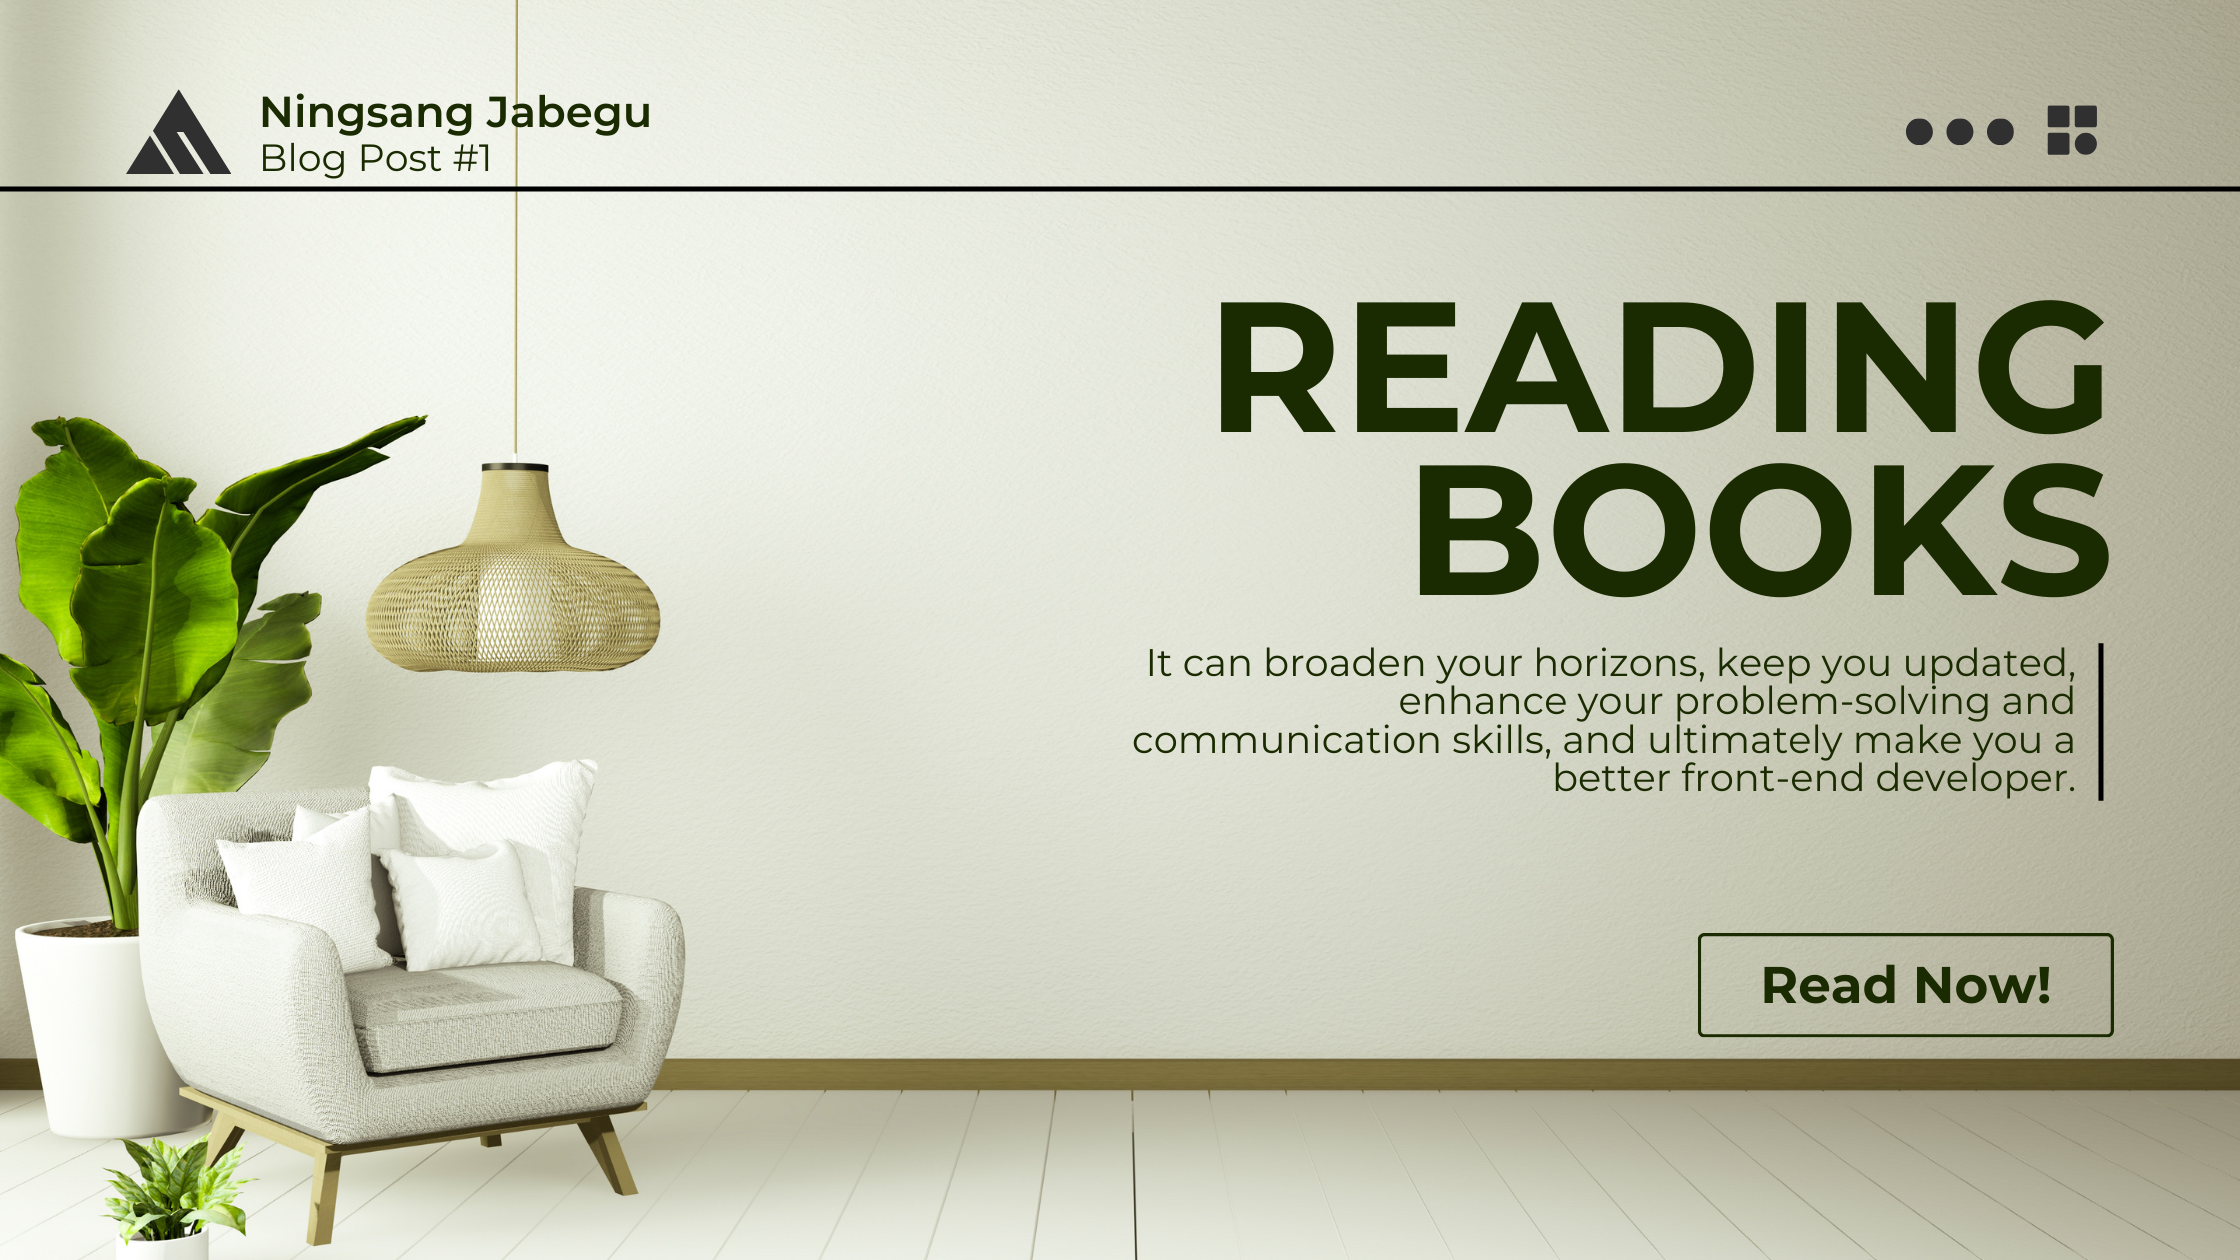 Ningsang Jabegu
Blog Post #1
READING
BOOKS
It can broaden your horizons, keep you updated,
enhance your problem-solving and
communication skills, and ultimately make you a
better front-end developer.
Read Now!